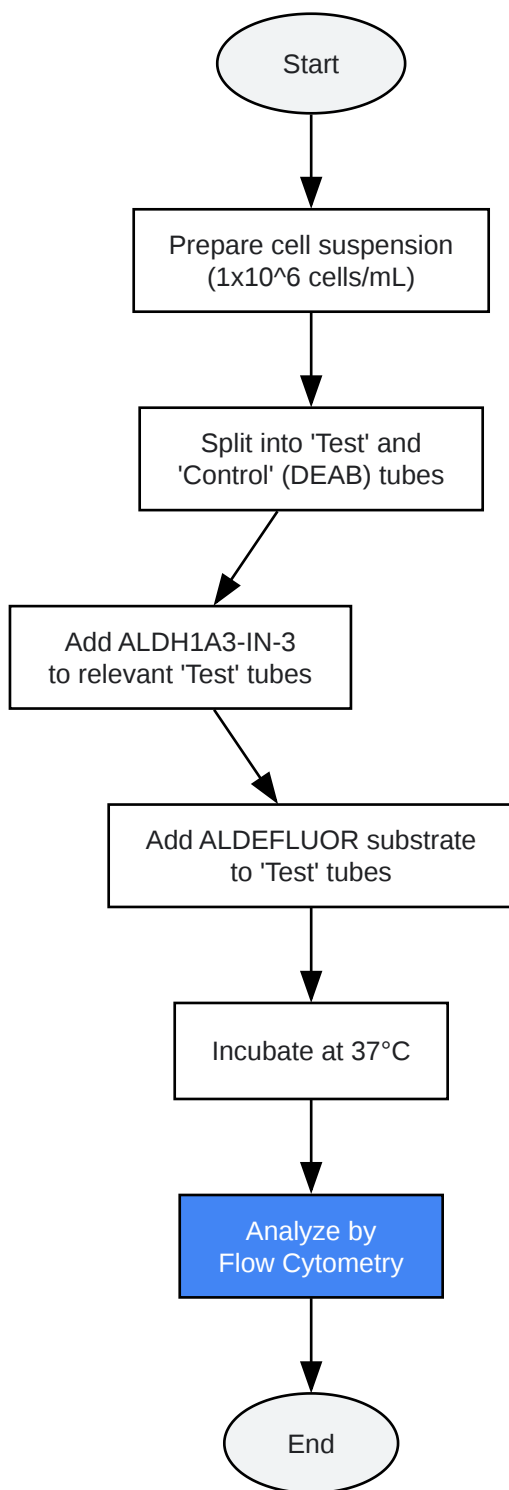 Start
Prepare cell suspension
(1x10^6 cells/mL)
Split into 'Test' and
'Control' (DEAB) tubes
Add ALDH1A3-IN-3
to relevant 'Test' tubes
Add ALDEFLUOR substrate
to 'Test' tubes
Incubate at 37°C
Analyze by
Flow Cytometry
End